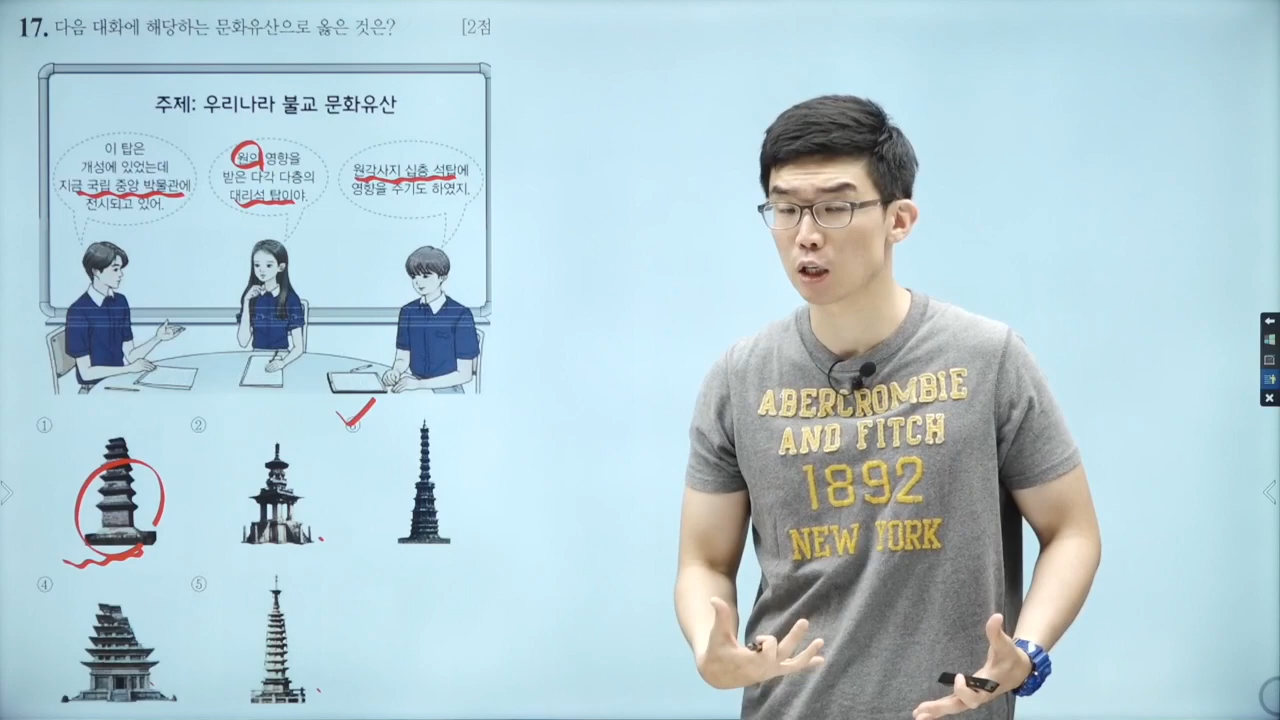 17. 다음 대화에 해당하는 문화유산으로 옳은 것은? [2점
주제: 우리나라 불교 문화유산
이 탑은
개성에 있었는데
지금 국립 중앙 박물관에
전시되고 있어.
원의 영향을
받은 다각 다층의
대리석 탑이야.
원각사지 십층 석탑에
영향을 주기도 하였지.
①
②
③
④
⑤
ABERCROMBIE
AND FITCH
1892
NEW YORK